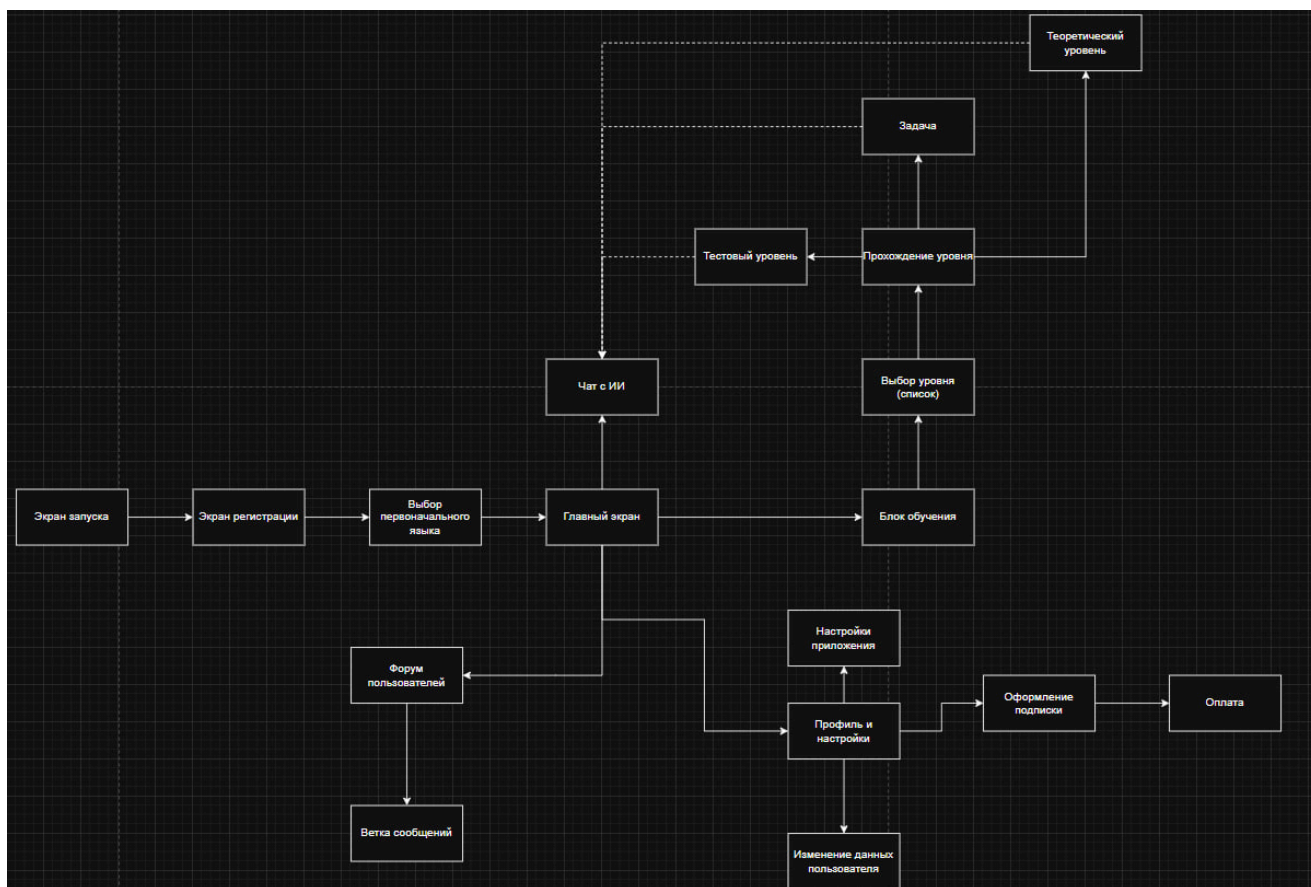 Теоретический
уровень
Задача
Тестовый уровень
Прохождение уровня
Чат с ИИ
Выбор уровня
(список)
Экран запуска
Экран регистрации
Выбор
первоначального
языка
Главный экран
Блок обучения
Настройки
приложения
Форум
пользователей
Оформление
подписки
Оплата
Профиль и
настройки
Ветка сообщений
Изменение данных
пользователя